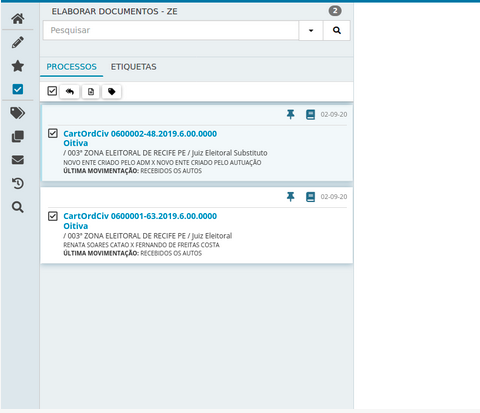 ELABORAR DOCUMENTOS - ZE
2
Pesquisar
PROCESSOS
ETIQUETAS
02-09-20
CartOrdCiv 0600002-48.2019.6.00.0000
Oitiva
/ 003ª ZONA ELEITORAL DE RECIFE PE / Juiz Eleitoral Substituto
NOVO ENTE CRIADO PELO ADM X NOVO ENTE CRIADO PELO AUTUAÇÃO
ÚLTIMA MOVIMENTAÇÃO: RECEBIDOS OS AUTOS
02-09-20
CartOrdCiv 0600001-63.2019.6.00.0000
Oitiva
/ 003ª ZONA ELEITORAL DE RECIFE PE / Juiz Eleitoral
RENATA SOARES CATAO X FERNANDO DE FREITAS COSTA
ÚLTIMA MOVIMENTAÇÃO: RECEBIDOS OS AUTOS